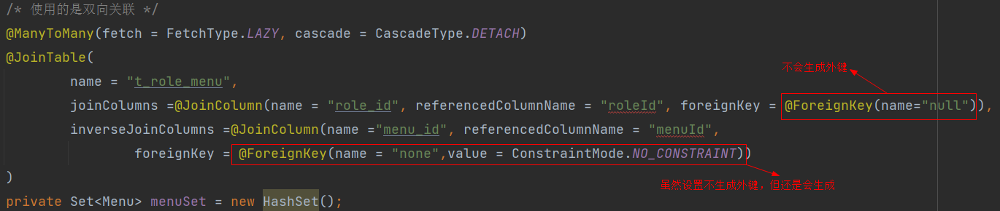 /* 使用的是双向关联 */
@ManyToMany(fetch = FetchType.LAZY, cascade = CascadeType.DETACH)
@JoinTable(
不会生成外键
name = "t_role_menu",
joinColumns =@JoinColumn(name = "role_id", referencedColumnName = "roleId", foreignKey = @ForeignKey(name="null")),
inverseJoinColumns =@JoinColumn(name ="menu_id", referencedColumnName = "menuId",
foreignKey = @ForeignKey(name = "none",value = ConstraintMode.NO_CONSTRAINT))
)
虽然设置不生成外键，但还是会生成
private Set<Menu> menuSet = new HashSet();